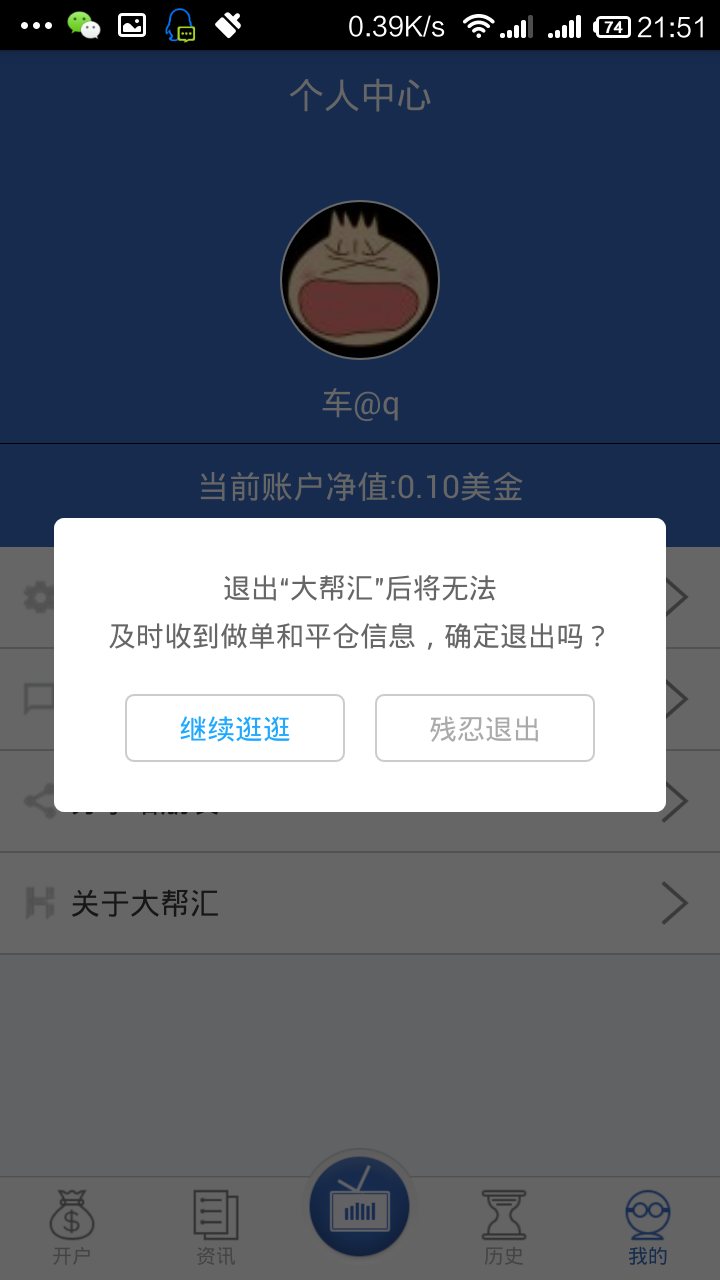 0.39K/s 74 21:51
个人中心
车@q
当前账户净值:0.10美金
退出“大帮汇”后将无法
及时收到做单和平仓信息，确定退出吗？
继续逛逛 残忍退出
关于大帮汇
开户 资讯 历史 我的